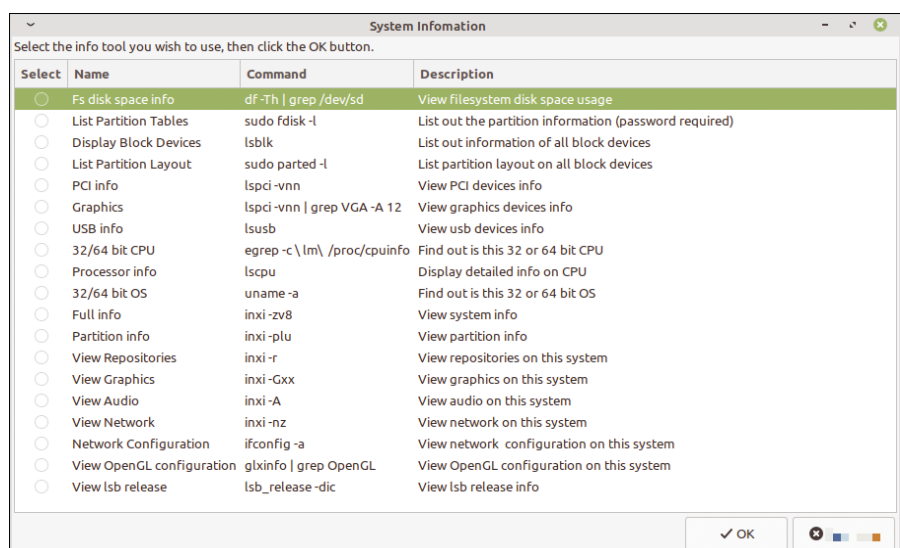 System Infomation
Select the info tool you wish to use, then click the OK button.
Select Name Command Description
Fs disk space info df -Th | grep /dev/sd View filesystem disk space usage
List Partition Tables sudo fdisk -l List out the partition information (password required)
Display Block Devices lsblk List out information of all block devices
List Partition Layout sudo parted -l List partition layout on all block devices
PCI info lspci -vnn View PCI devices info
Graphics lspci -vnn | grep VGA -A 12 View graphics devices info
USB info lsusb View usb devices info
32/64 bit CPU egrep -c \ lm\ /proc/cpuinfo Find out is this 32 or 64 bit CPU
Processor info lscpu Display detailed info on CPU
32/64 bit OS uname -a Find out is this 32 or 64 bit OS
Full info inxi -zv8 View system info
Partition info inxi -plu View partition info
View Repositories inxi -r View repositories on this system
View Graphics inxi -Gxx View graphics on this system
View Audio inxi -A View audio on this system
View Network inxi -nz View network on this system
Network Configuration ifconfig -a View network  configuration on this system
View OpenGL configuration glxinfo | grep OpenGL View OpenGL configuration on this system
View lsb release lsb_release -dic View lsb release info
OK